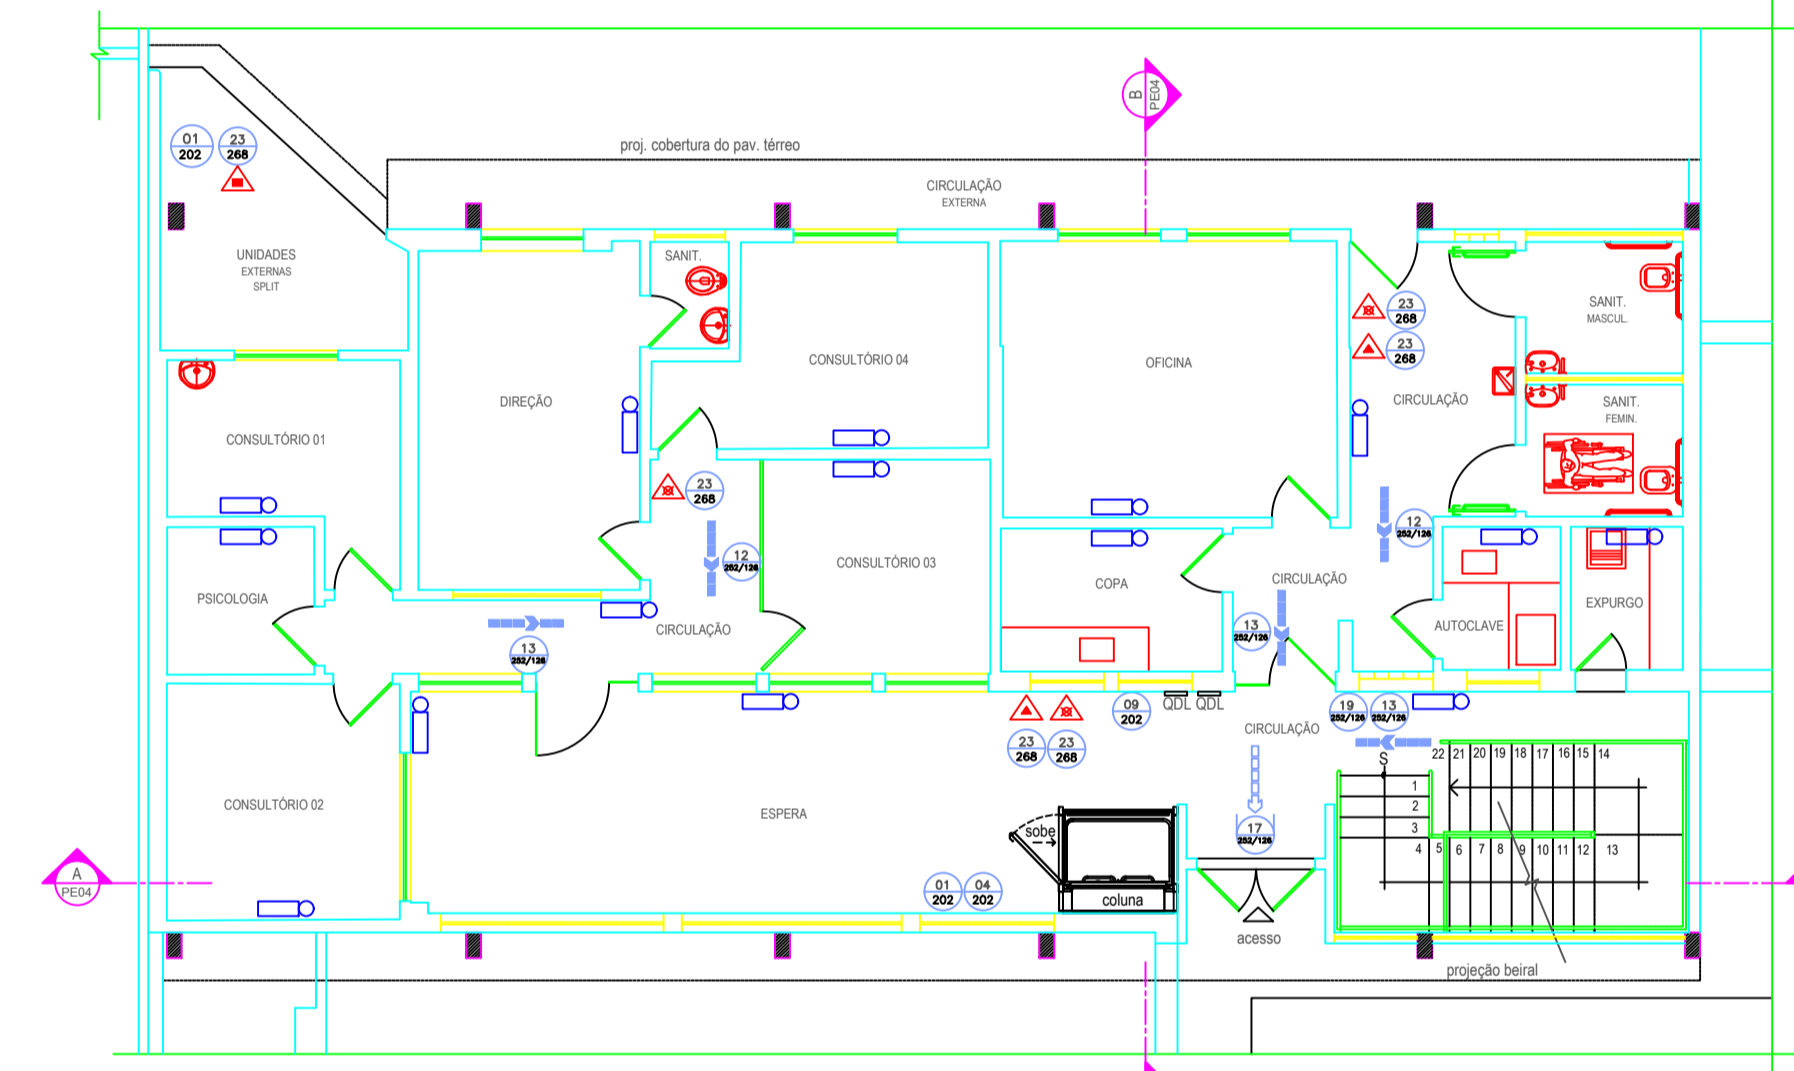 B
PE04
proj. cobertura do pav. térreo
01
202
23
268
CIRCULAÇÃO
EXTERNA
UNIDADES
EXTERNAS
SPLIT
SANIT.
SANIT.
MASCUL.
23
268
23
268
CONSULTÓRIO 04
OFICINA
DIREÇÃO
CIRCULAÇÃO
SANIT.
FEMIN.
CONSULTÓRIO 01
23
268
12
252/126
12
252/126
CONSULTÓRIO 03
COPA
CIRCULAÇÃO
PSICOLOGIA
EXPURGO
AUTOCLAVE
CIRCULAÇÃO
13
252/126
13
252/126
09
202
QDL
QDL
19
252/126
13
252/126
CIRCULAÇÃO
23
268
23
268
S
22
21
20
19
18
17
16
15
14
1
2
3
4
5
6
7
8
9
10
11
12
13
CONSULTÓRIO 02
ESPERA
sobe
17
252/126
A
PE04
01
202
04
202
coluna
acesso
projeção beiral